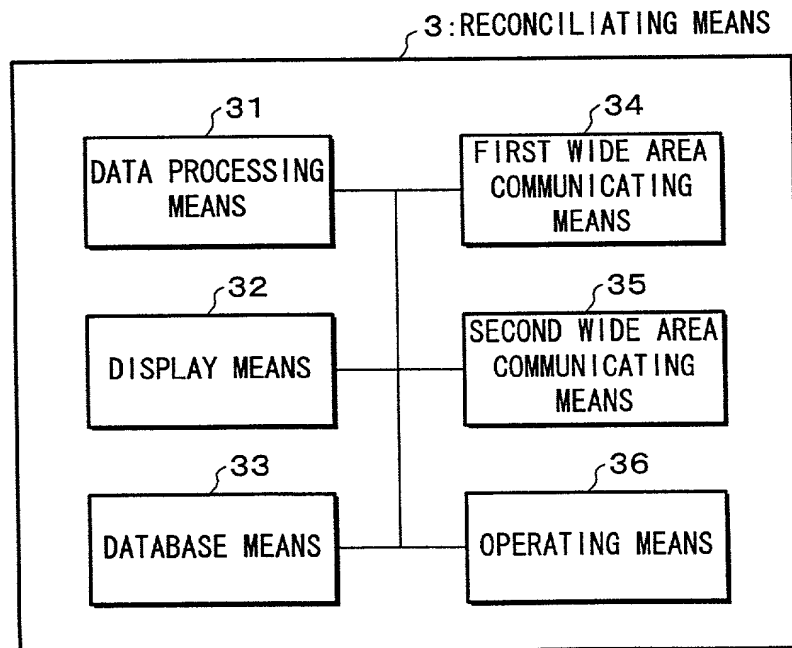 3:RECONCILIATING MEANS
31
DATA PROCESSING
MEANS
34
FIRST WIDE AREA
COMMUNICATING
MEANS
32
DISPLAY MEANS
35
SECOND WIDE AREA
COMMUNICATING
MEANS
33
DATABASE MEANS
36
OPERATING MEANS